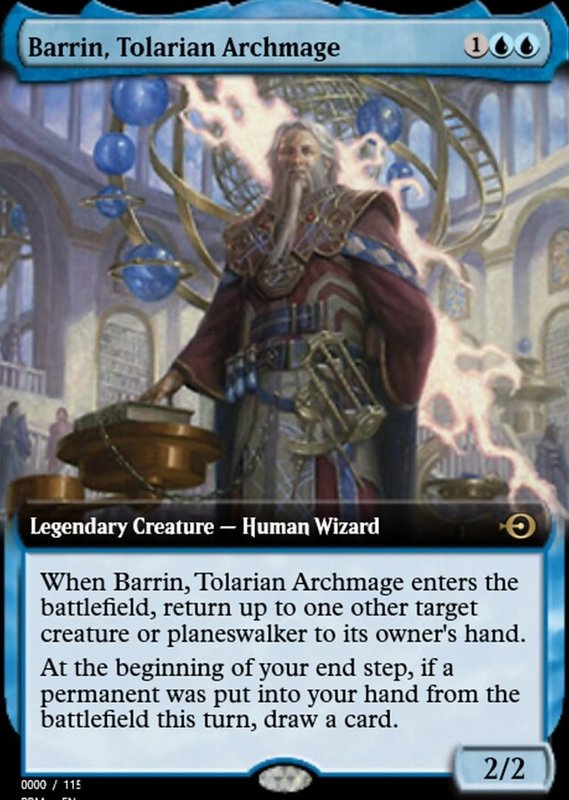 Barrin, Tolarian Archmage 1
Legendary Creature — Human Wizard
When Barrin, Tolarian Archmage enters the
battlefield, return up to one other target
creature or planeswalker to its owner's hand.
At the beginning of your end step, if a
permanent was put into your hand from the
battlefield this turn, draw a card.
2/2
0000 / 115